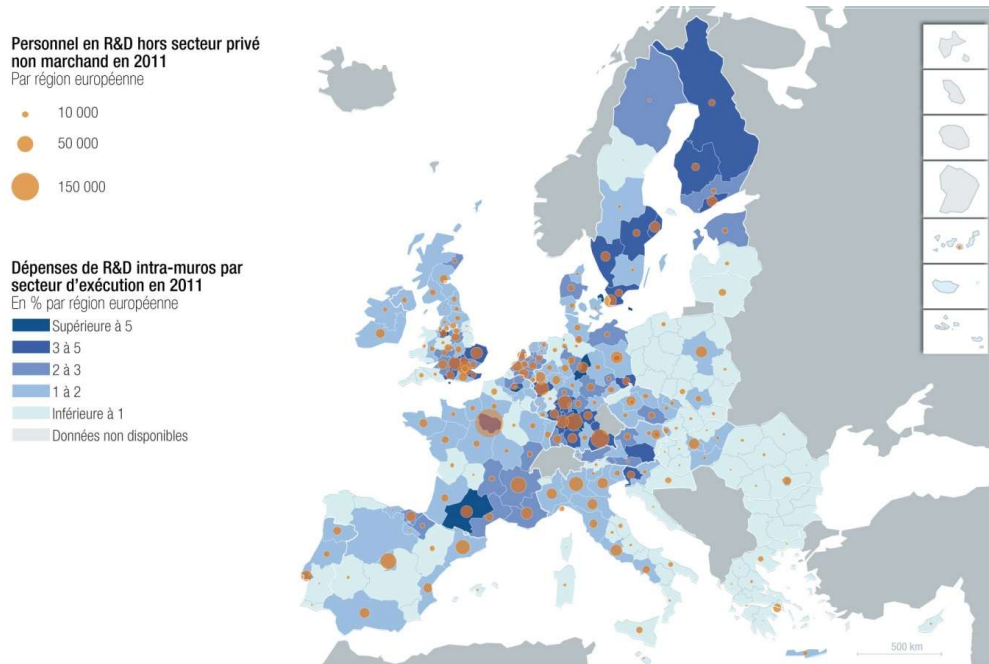 Personnel en R&D hors secteur privé
non marchand en 2011
Par région européenne
10 000
50 000
150 000
Dépenses de R&D intra-muros par
secteur d'exécution en 2011
En % par région européenne
Supérieure à 5
3 à 5
2 à 3
1 à 2
Inférieure à 1
Données non disponibles
500 km